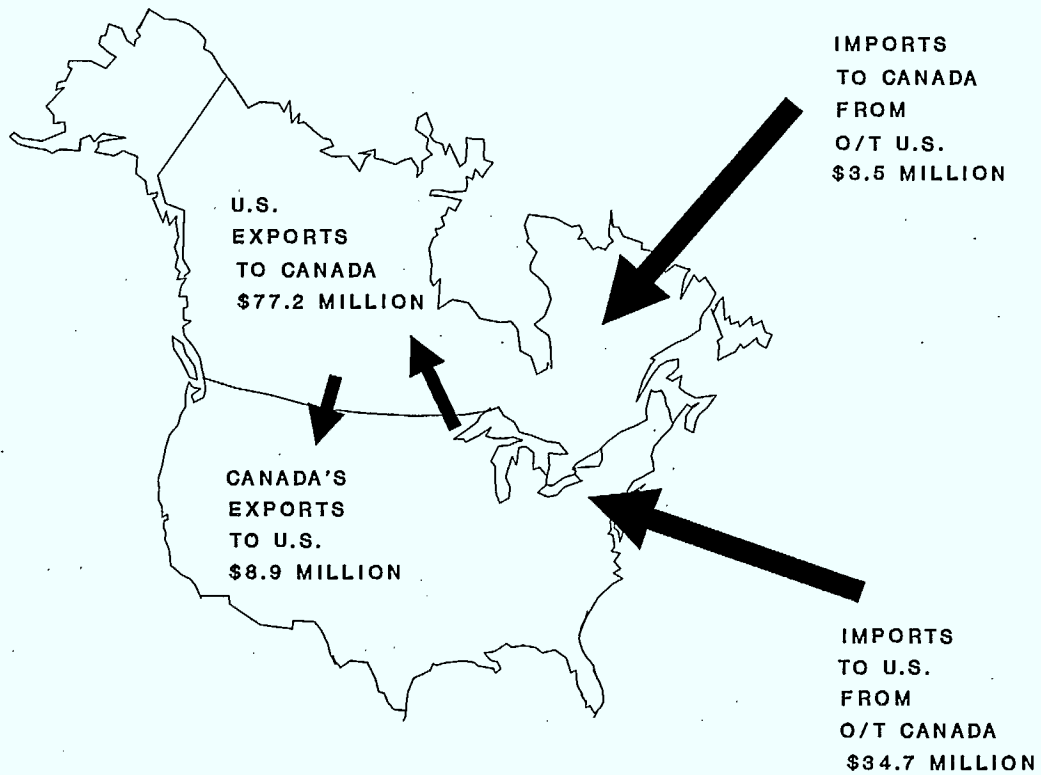 IMPORTS
TO CANADA
FROM
O/T U.S.
$3.5 MILLION
U.S.
EXPORTS
TO CANADA
$77.2 MILLION
CANADA'S
EXPORTS
TO U.S.
$8.9 MILLION
IMPORTS
TO U.S.
FROM
O/T CANADA
$34.7 MILLION